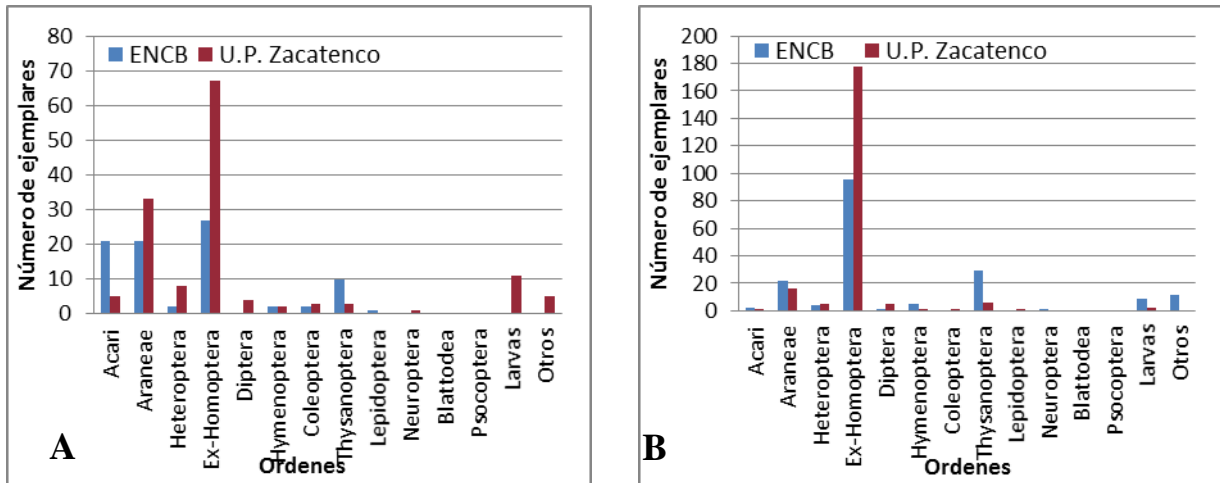 80
70
60
50
40
30
20
10
0
Número de ejemplares
ENCB
U.P. Zacatenco
Acari
Araneae
Heteroptera
Ex-Homoptera
Diptera
Hymenoptera
Coleoptera
Thysanoptera
Lepidoptera
Neuroptera
Blattodea
Psocoptera
Larvas
Otros
Ordenes
A
200
180
160
140
120
100
80
60
40
20
0
Número de ejemplares
ENCB
U.P. Zacatenco
Acari
Araneae
Heteroptera
Ex-Homoptera
Diptera
Hymenoptera
Coleoptera
Thysanoptera
Lepidoptera
Neuroptera
Blattodea
Psocoptera
Larvas
Otros
Ordenes
B